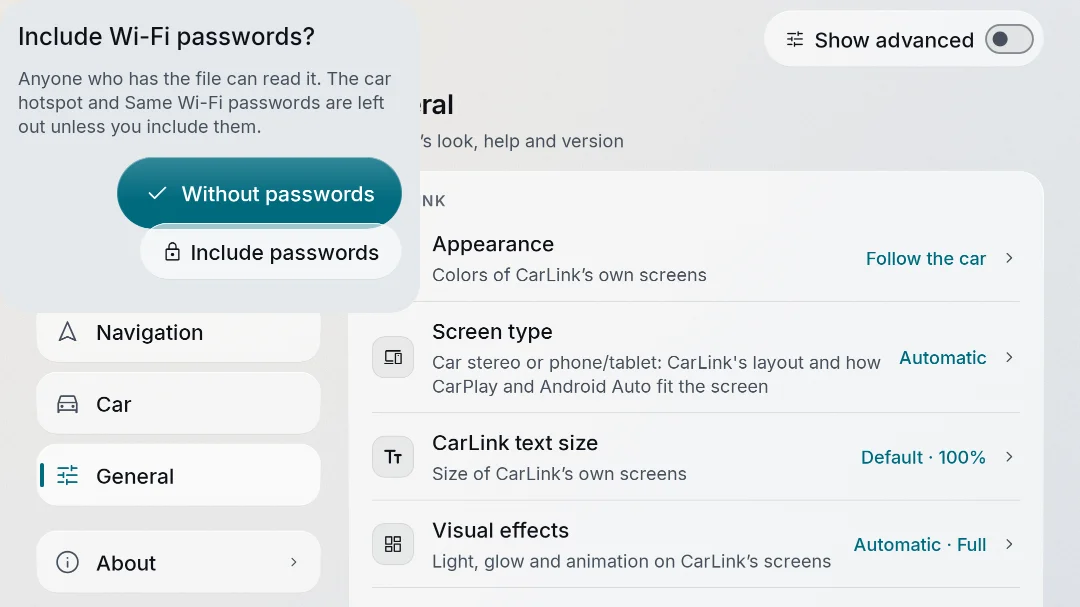 Include Wi-Fi passwords?
Anyone who has the file can read it. The car
hotspot and Same Wi-Fi passwords are left
out unless you include them.
Without passwords
Include passwords
Show advanced
ral
's look, help and version
NK
Appearance
Colors of CarLink’s own screens
Follow the car
Screen type
Car stereo or phone/tablet: CarLink's layout and how
CarPlay and Android Auto fit the screen
Automatic
CarLink text size
Size of CarLink’s own screens
Default · 100%
Visual effects
Light, glow and animation on CarLink’s screens
Automatic · Full
Navigation
Car
General
About